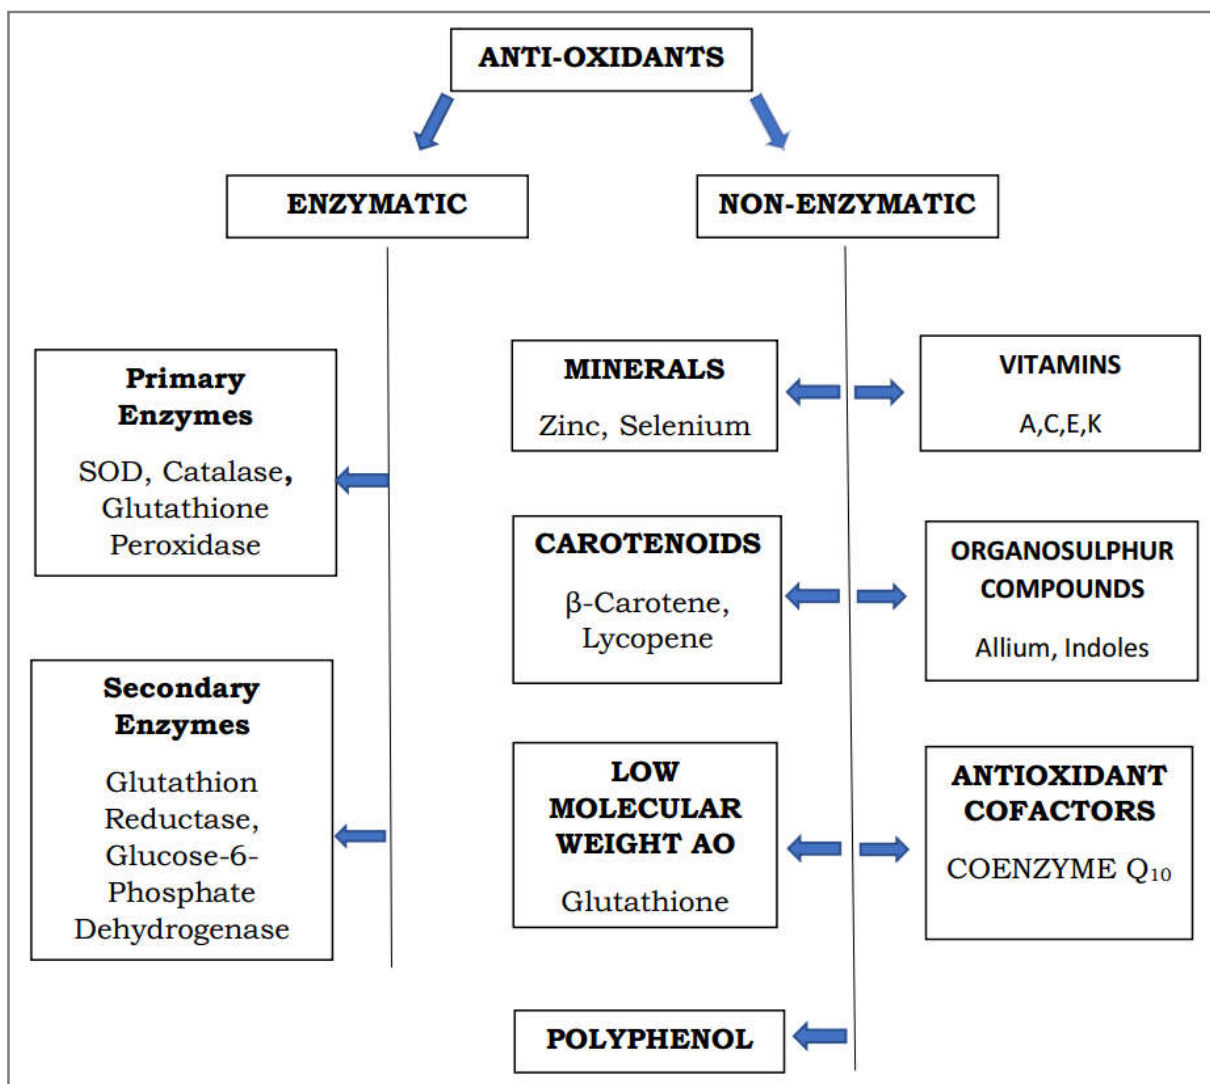 ANTI-OXIDANTS
ENZYMATIC
NON-ENZYMATIC
Primary
Enzymes
SOD, Catalase,
Glutathione
Peroxidase
Secondary
Enzymes
Glutathion
Reductase,
Glucose-6-
Phosphate
Dehydrogenase
MINERALS
Zinc, Selenium
VITAMINS
A,C,E,K
CAROTENOIDS
β-Carotene,
Lycopene
ORGANOSULPHUR
COMPOUNDS
Allium, Indoles
LOW
MOLECULAR
WEIGHT AO
Glutathione
ANTIOXIDANT
COFACTORS
COENZYME Q₁₀
POLYPHENOL